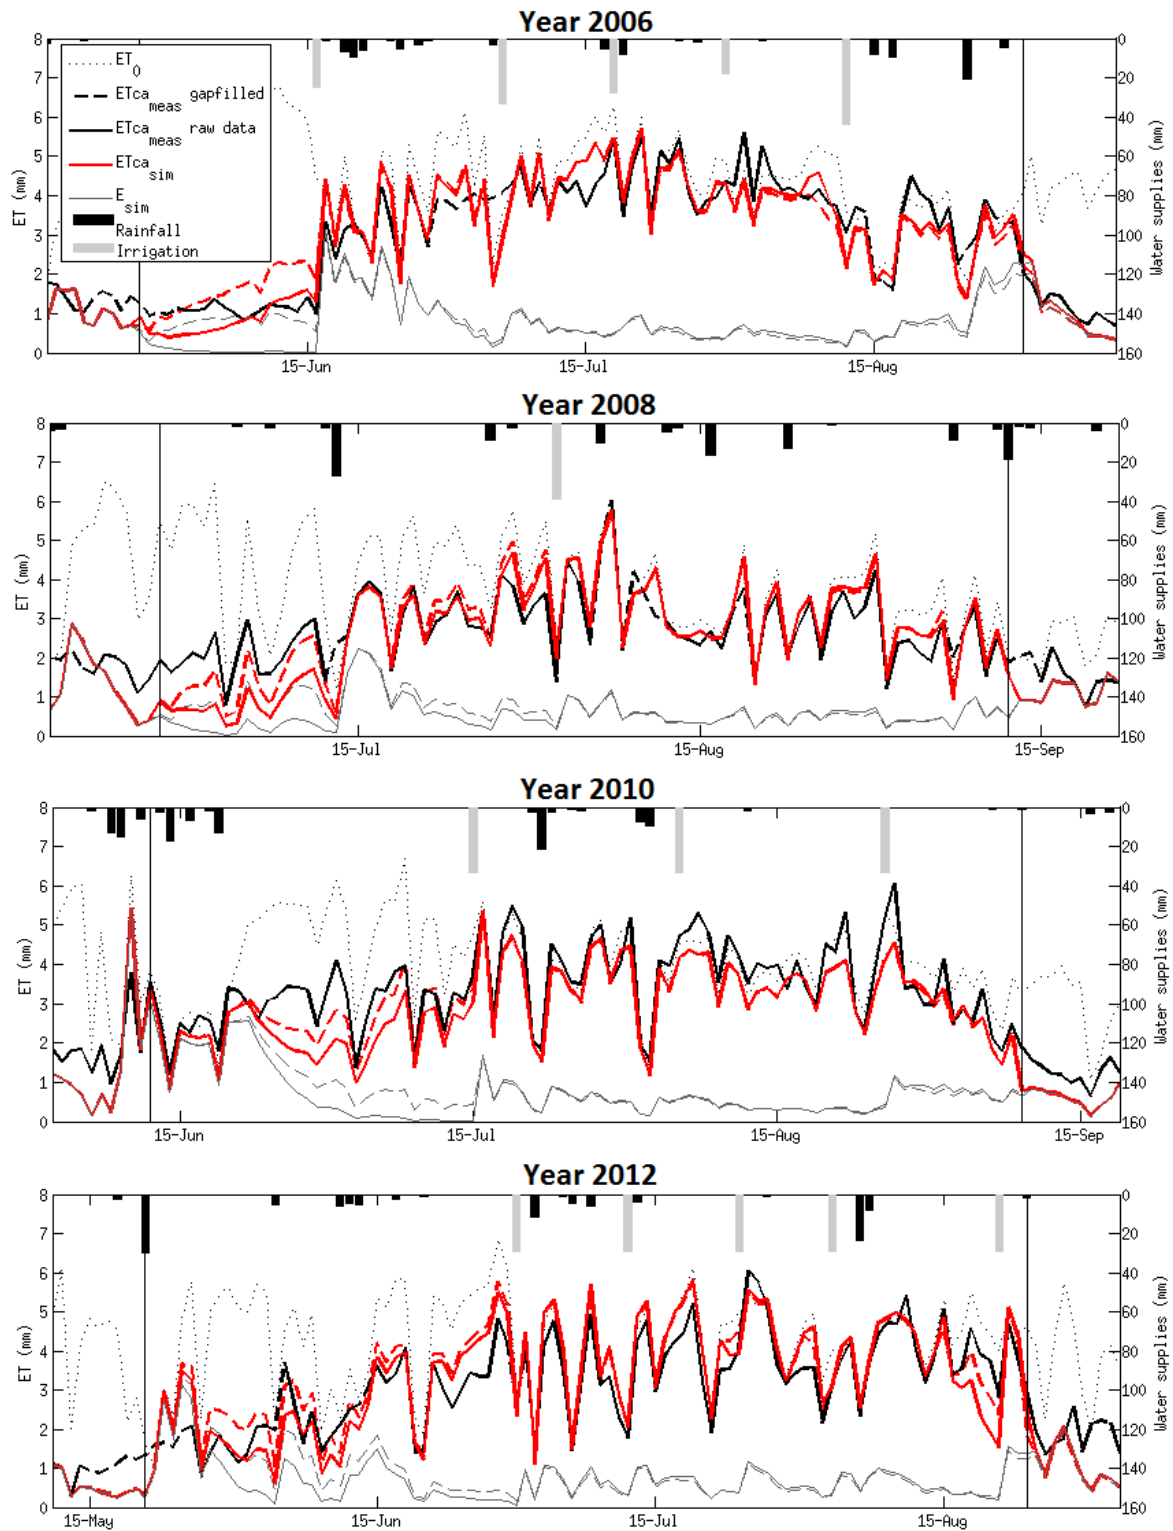 Year 2006
8
7
6
5
4
3
2
1
0
ET (mm)
ET
0
ETca
meas gapfilled
ETca
meas raw data
ETca
sim
E
sim
Rainfall
Irrigation
0
20
40
60
80
100
120
140
160
Water supplies (mm)
15-Jun 15-Jul 15-Aug
Year 2008
8
7
6
5
4
3
2
1
0
ET (mm)
0
20
40
60
80
100
120
140
160
Water supplies (mm)
15-Jul 15-Aug 15-Sep
Year 2010
8
7
6
5
4
3
2
1
0
ET (mm)
0
20
40
60
80
100
120
140
160
Water supplies (mm)
15-Jun 15-Jul 15-Aug 15-Sep
Year 2012
8
7
6
5
4
3
2
1
0
ET (mm)
0
20
40
60
80
100
120
140
160
Water supplies (mm)
15-May 15-Jun 15-Jul 15-Aug